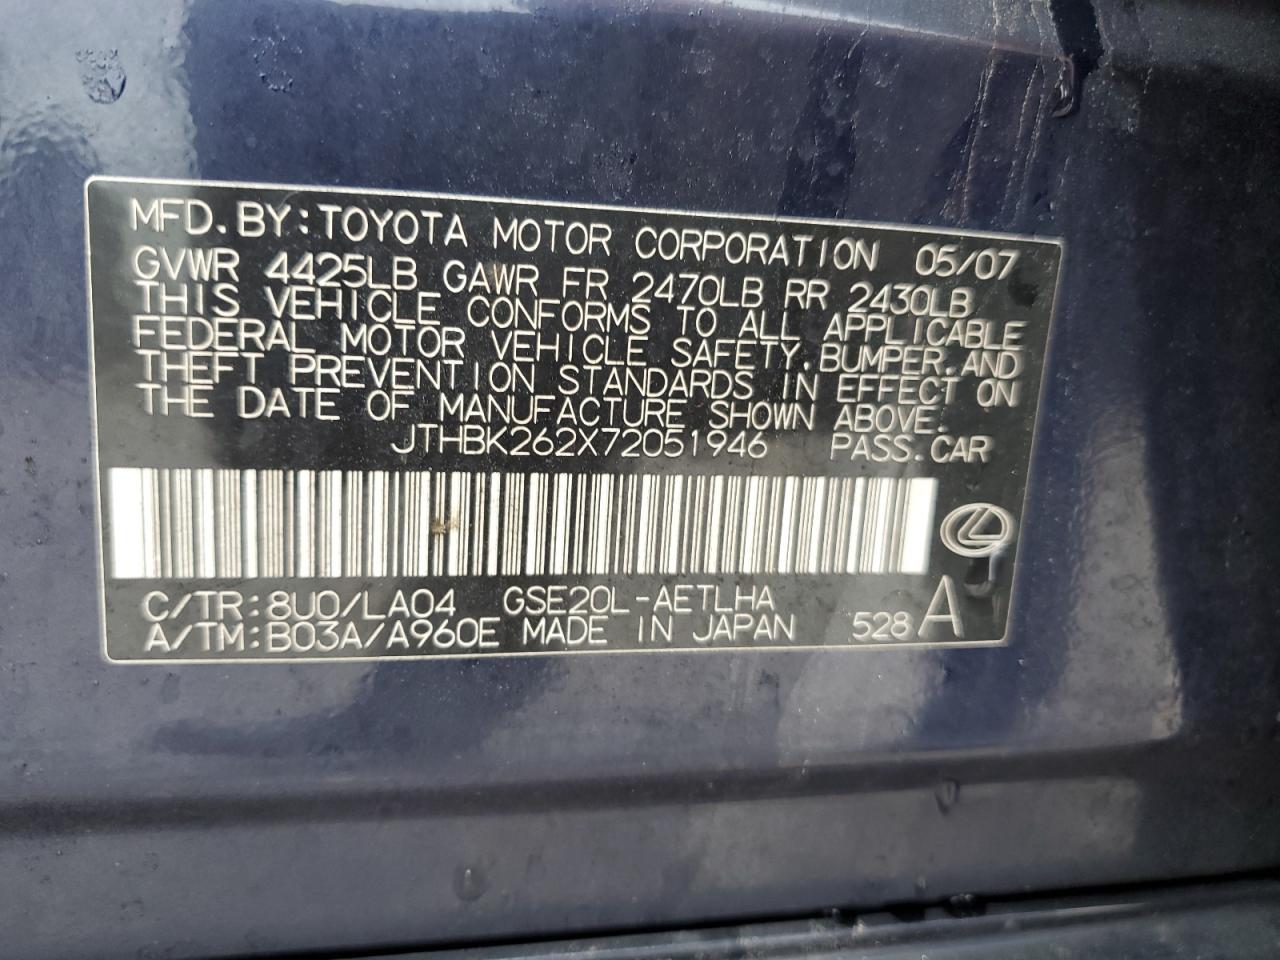 MFD.BY:TOYOTA MOTOR CORPORATION 05/07
GVWR 4425LB GAWR FR 2470LB RR 2430LB
THIS VEHICLE CONFORMS TO ALL APPLICABLE
FEDERAL MOTOR VEHICLE SAFETY,BUMPER,AND
THEFT PREVENTION STANDARDS IN EFFECT ON
THE DATE OF MANUFACTURE SHOWN ABOVE.
JTHBK262X72051946 PASS.CAR
C/TR:8U0/LA04 GSE20L-AETLHA
A/TM:B03A/A960E MADE IN JAPAN 528 A